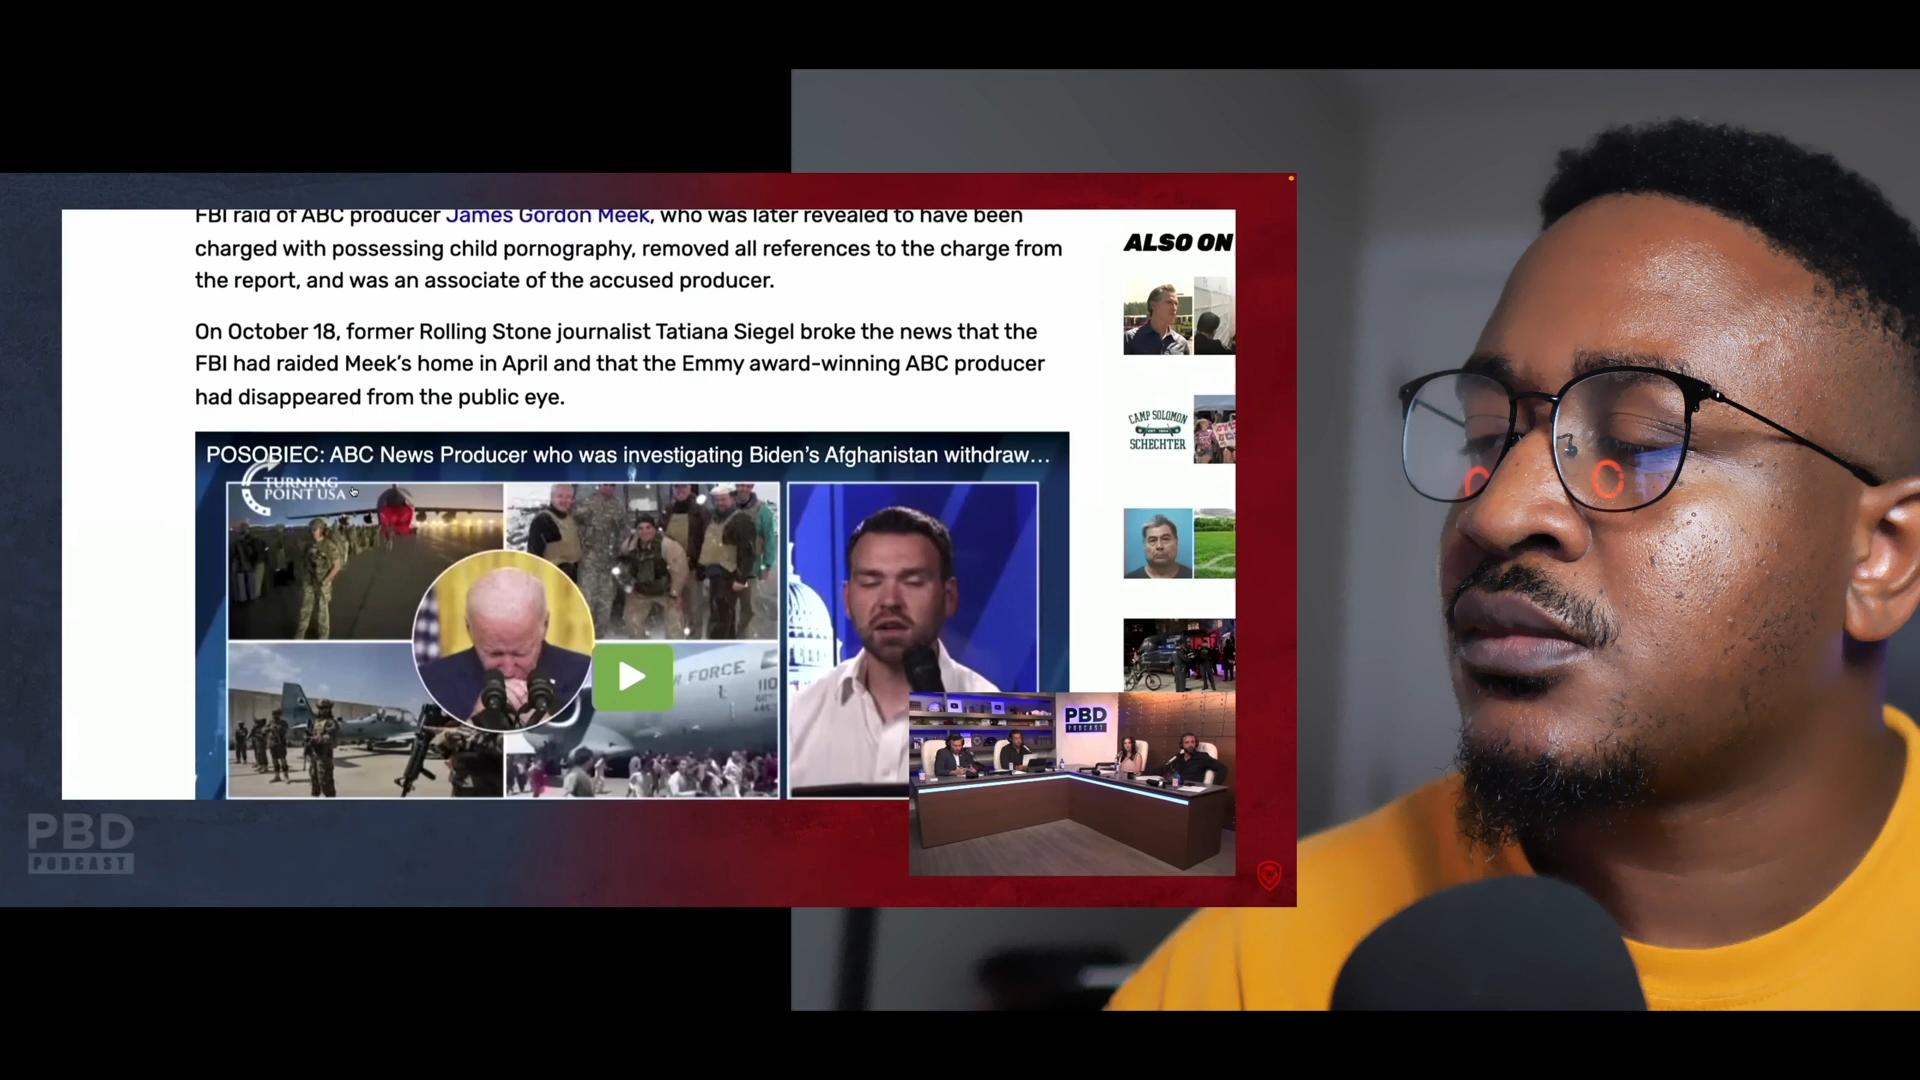 FBI raid of ABC producer James Gordon Meek, who was later revealed to have been
charged with possessing child pornography, removed all references to the charge from
the report, and was an associate of the accused producer.
On October 18, former Rolling Stone journalist Tatiana Siegel broke the news that the
FBI had raided Meek's home in April and that the Emmy award-winning ABC producer
had disappeared from the public eye.
POSOBIEC: ABC News Producer who was investigating Biden's Afghanistan withdraw...
TURNING
POINT USA
FORCE
110
ALSO ON
CAMP SOLOMON
SCHECHTER
PBD
PODCAST
PBD
PODCAST